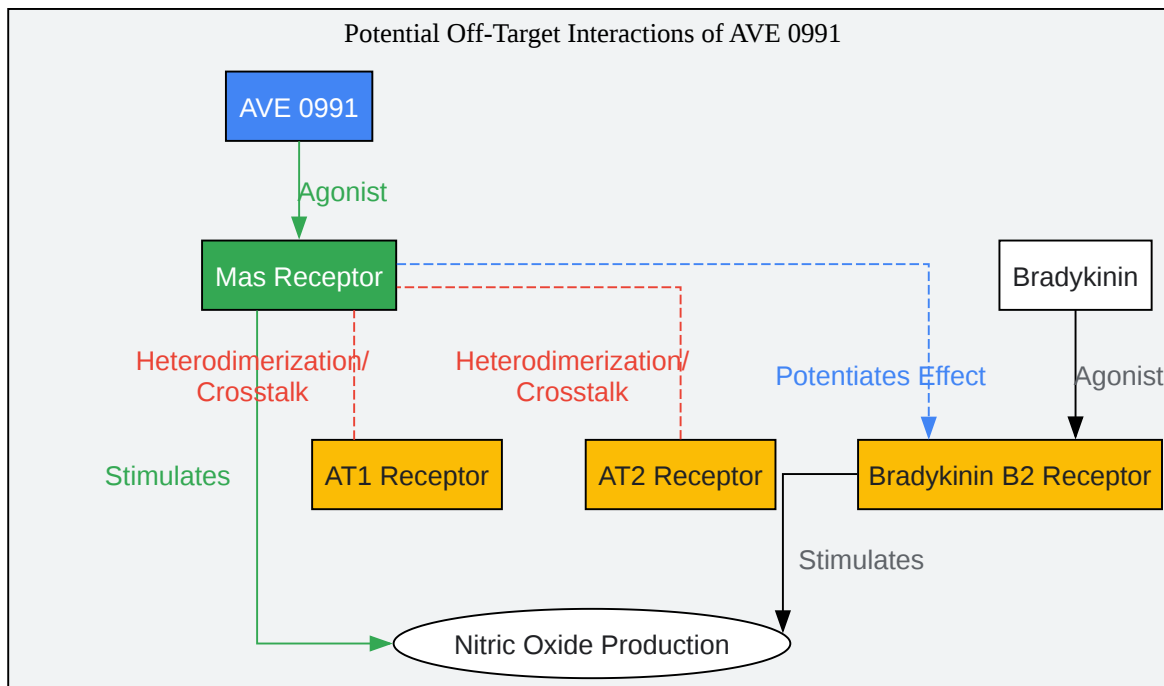 Potential Off-Target Interactions of AVE 0991
AVE 0991
Agonist
Mas Receptor
Bradykinin
Heterodimerization/
Crosstalk
Heterodimerization/
Crosstalk
Potentiates Effect
Agonist
Stimulates
AT1 Receptor
AT2 Receptor
Bradykinin B2 Receptor
Stimulates
Nitric Oxide Production